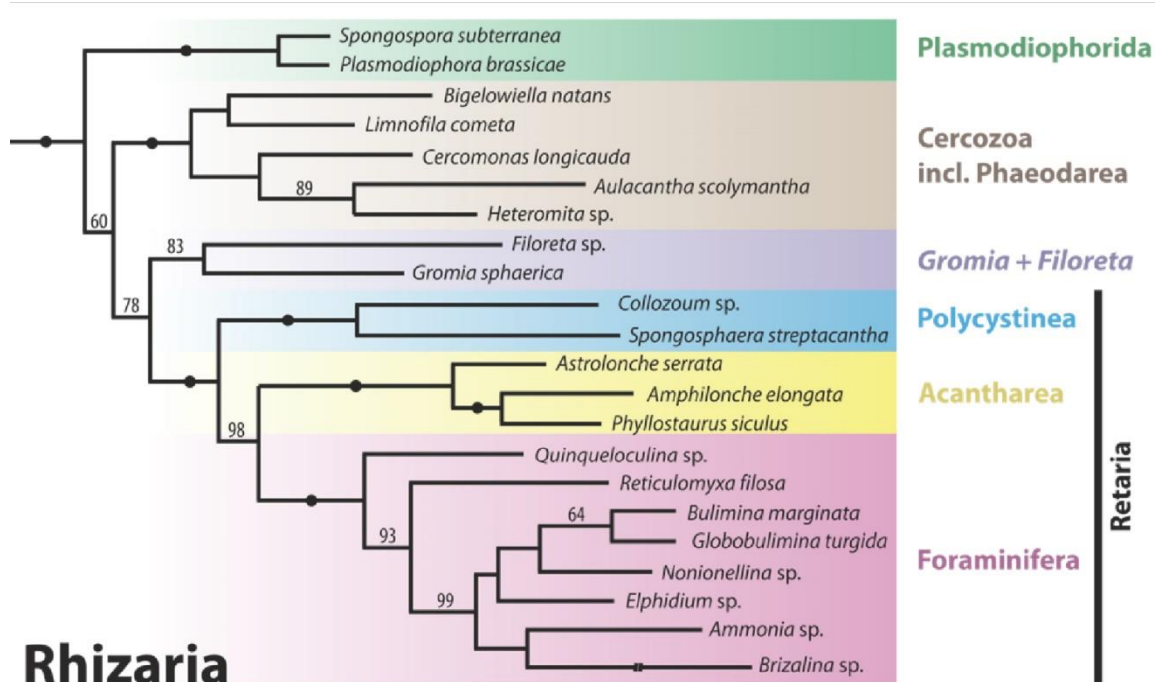 Spongospora subterranea
Plasmodiophora brassicae
Plasmodiophorida
Bigelowiella natans
Limnofila cometa
Cercomonas longicauda
89
Aulacantha scolymantha
Heteromita sp.
Cercozoa
incl. Phaeodarea
60
83
Filoreta sp.
Gromia sphaerica
Gromia + Filoreta
78
Collozoum sp.
Spongosphaera streptacantha
Polycystinea
Astrolonche serrata
Amphilonche elongata
Phyllostaurus siculus
Acantharea
98
Quinqueloculina sp.
Reticulomyxa filosa
64
Bulimina marginata
Globobulimina turgida
93
Nonionellina sp.
99
Elphidium sp.
Ammonia sp.
Brizalina sp.
Foraminifera
Retaria
Rhizaria